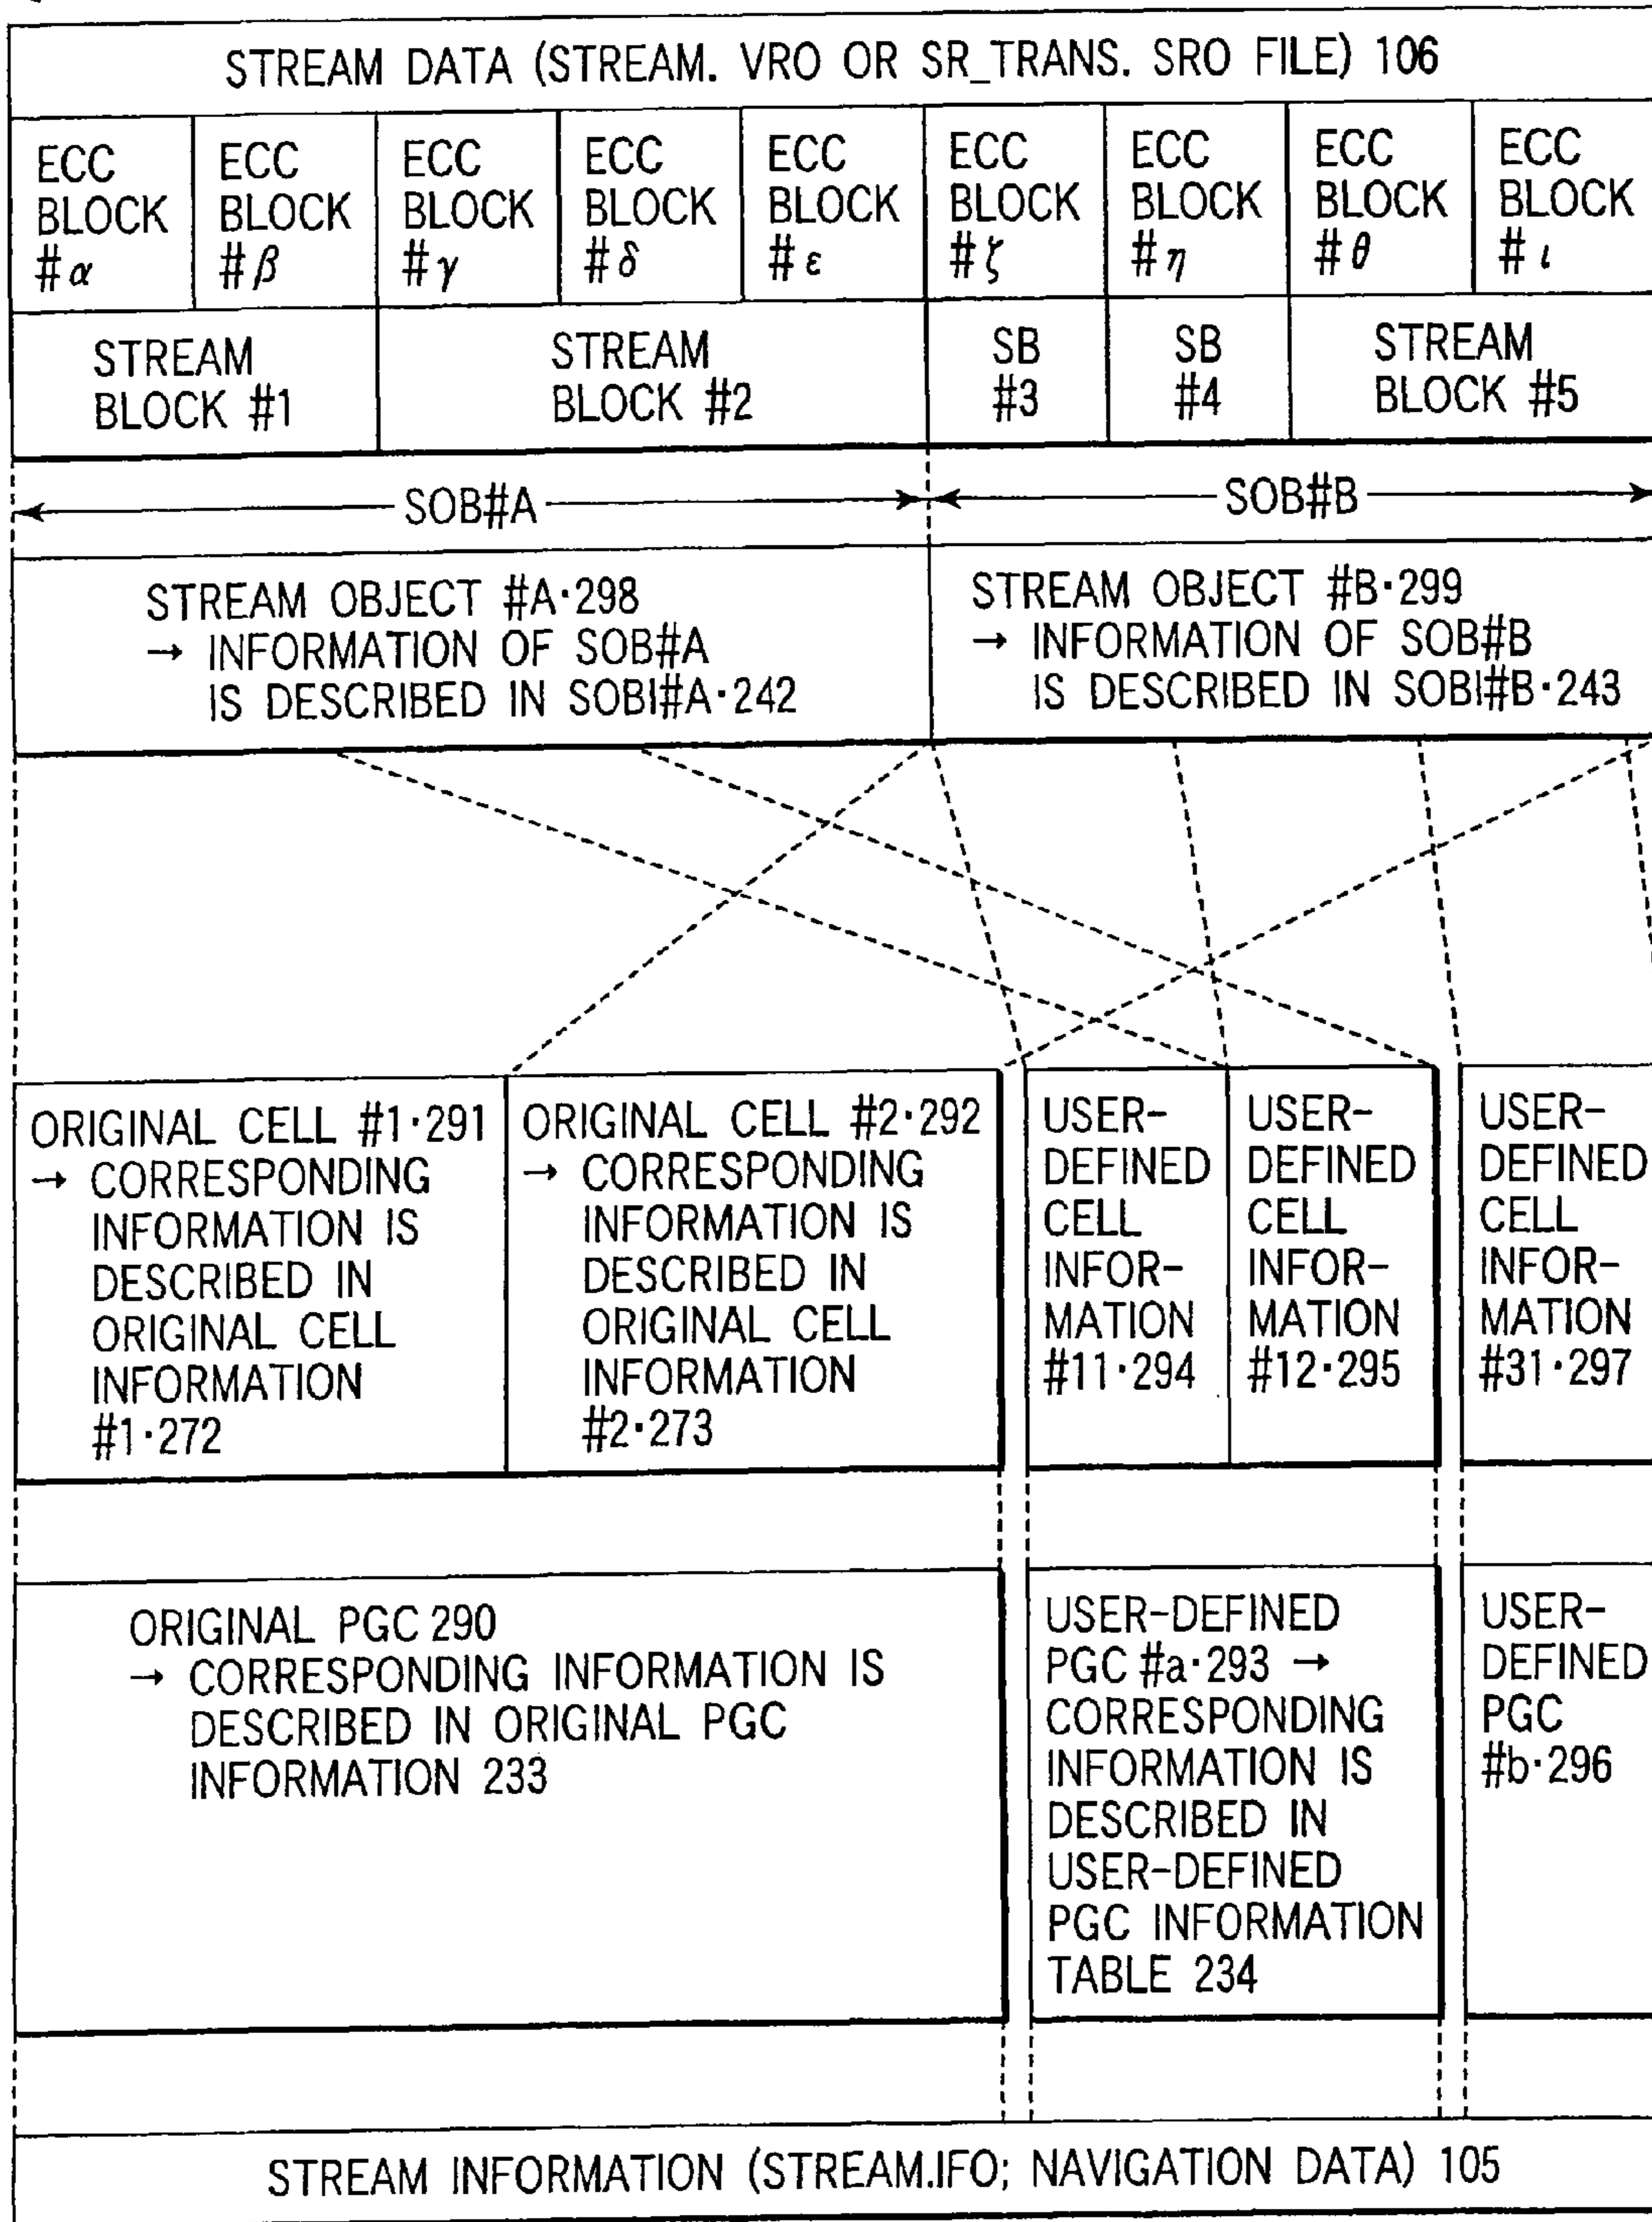 STREAM DATA (STREAM. VRO OR SR_TRANS. SRO FILE) 106
ECC
BLOCK
#α
ECC
BLOCK
#β
ECC
BLOCK
#γ
ECC
BLOCK
#δ
ECC
BLOCK
#ε
ECC
BLOCK
#ζ
ECC
BLOCK
#η
ECC
BLOCK
#θ
ECC
BLOCK
#ι
STREAM
BLOCK #1
STREAM
BLOCK #2
SB
#3
SB
#4
STREAM
BLOCK #5
SOB#A
SOB#B
STREAM OBJECT #A·298
→ INFORMATION OF SOB#A
IS DESCRIBED IN SOBI#A·242
STREAM OBJECT #B·299
→ INFORMATION OF SOB#B
IS DESCRIBED IN SOBI#B·243
ORIGINAL CELL #1·291
→ CORRESPONDING
INFORMATION IS
DESCRIBED IN
ORIGINAL CELL
INFORMATION
#1·272
ORIGINAL CELL #2·292
→ CORRESPONDING
INFORMATION IS
DESCRIBED IN
ORIGINAL CELL
INFORMATION
#2·273
USER-
DEFINED
CELL
INFOR-
MATION
#11·294
USER-
DEFINED
CELL
INFOR-
MATION
#12·295
USER-
DEFINED
CELL
INFOR-
MATION
#31·297
ORIGINAL PGC 290
→ CORRESPONDING INFORMATION IS
DESCRIBED IN ORIGINAL PGC
INFORMATION 233
USER-DEFINED
PGC #a·293 →
CORRESPONDING
INFORMATION IS
DESCRIBED IN
USER-DEFINED
PGC INFORMATION
TABLE 234
USER-
DEFINED
PGC
#b·296
STREAM INFORMATION (STREAM.IFO; NAVIGATION DATA) 105